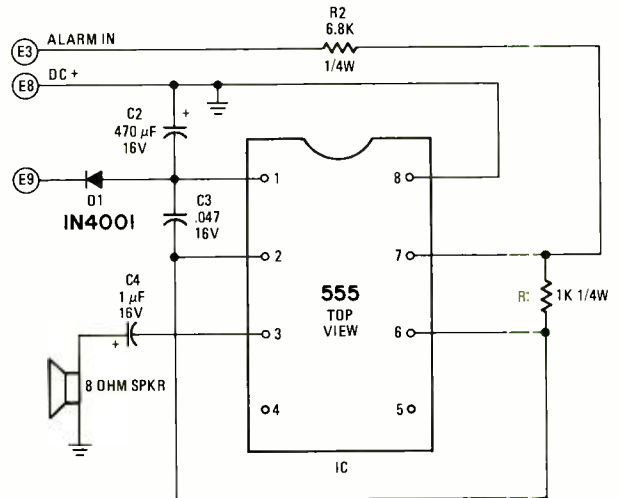 R2
6.8K
1/4W
E3 ALARM IN
E8 DC +
C2
470 µF
16V
+
E9
D1
1N4001
C3
.047
16V
1
2
3
4
8
7
6
5
555
TOP
VIEW
IC
1K 1/4W
C4
1 µF
16V
+
8 OHM SPKR